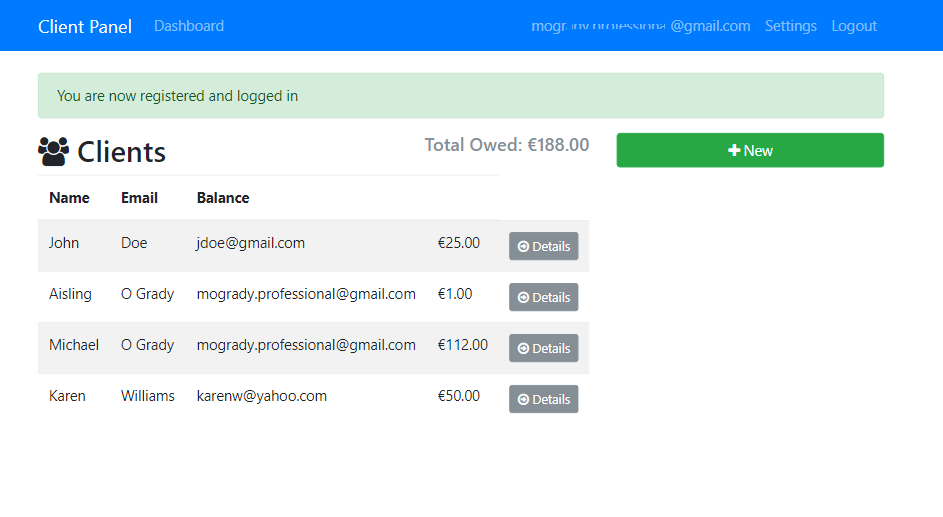 Client Panel Dashboard @gmail.com Settings Logout
You are now registered and logged in
Clients Total Owed: €188.00 New
Name Email Balance
John Doe jdoe@gmail.com €25.00 Details
Aisling O Grady mogrady.professional@gmail.com €1.00 Details
Michael O Grady mogrady.professional@gmail.com €112.00 Details
Karen Williams karenw@yahoo.com €50.00 Details